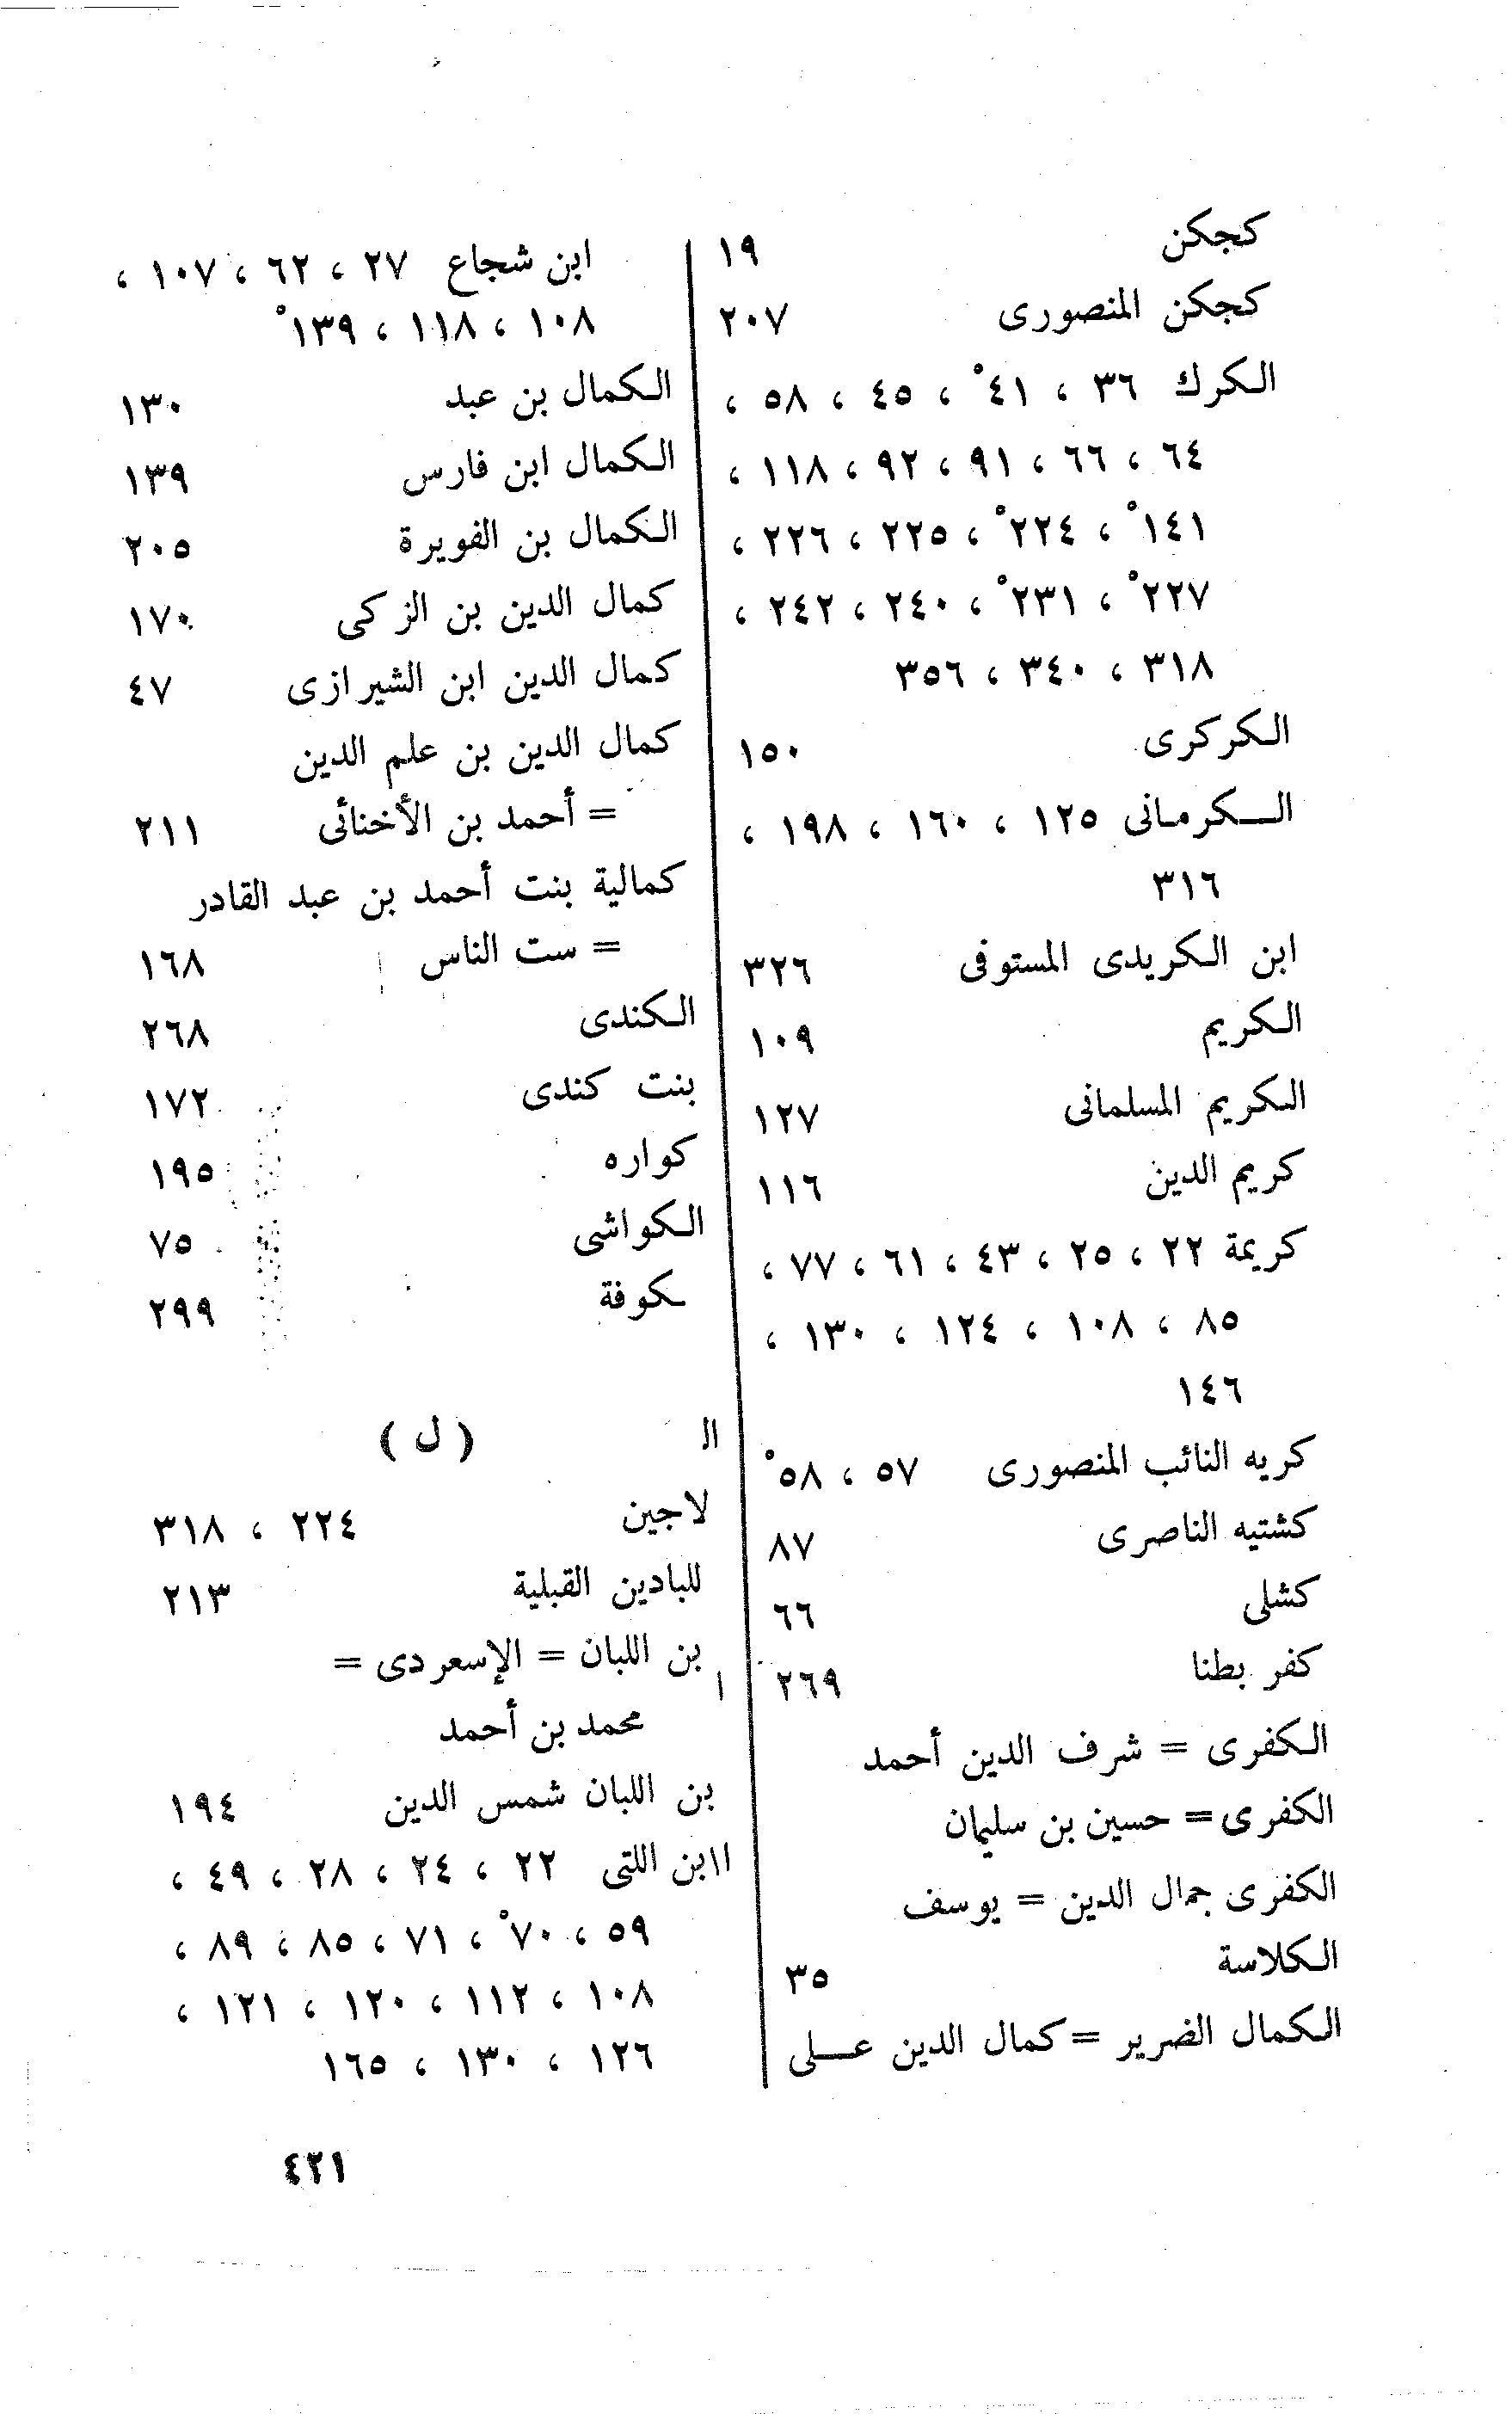 كجكن ١٩
كجكن المنصورى ٢٠٧
الكرك ٣٦ ، ٤١° ، ٤٥ ، ٥٨ ،
٦٤ ، ٦٦ ، ٩١ ، ٩٢ ، ١١٨ ،
١٤١° ، ٢٢٤° ، ٢٢٥ ، ٢٢٦ ،
٢٢٧° ، ٢٣١° ، ٢٤٠ ، ٢٤٢ ،
٣١٨ ، ٣٤٠ ، ٣٥٦
الكركرى ١٥٠
الكرمانى ١٢٥ ، ١٦٠ ، ١٩٨ ،
٣١٦
ابن الكريدى المستوفى ٣٢٦
الكريم ١٠٩
الكريم المسلمانى ١٢٧
كريم الدين ١١٦
كريمة ٢٢ ، ٢٥ ، ٤٣ ، ٦١ ، ٧٧ ،
٨٥ ، ١٠٨ ، ١٢٤ ، ١٣٠ ،
١٤٦
كريه النائب المنصورى ٥٧ ، ٥٨°
كشتيه الناصرى ٨٧
كشلى ٦٦
كفر بطنا ٢٦٩
الكفرى = شرف الدين أحمد
الكفرى = حسين بن سليمان
الكفرى جمال الدين = يوسف
الكلاسة ٣٥
الكمال الضرير = كمال الدين على
ابن شجاع ٢٧ ، ٦٢ ، ١٠٧ ،
١٠٨ ، ١١٨ ، ١٣٩°
الكمال بن عبد ١٣٠
الكمال ابن فارس ١٣٩
الكمال بن الفويرة ٢٠٥
كمال الدين بن الزكى ١٧٠
كمال الدين ابن الشيرازى ٤٧
كمال الدين بن علم الدين
= أحمد بن الأخنائى ٢١١
كمالية بنت أحمد بن عبد القادر
= ست الناس ١٦٨
الكندى ٢٦٨
بنت كندى ١٧٢
كواره ١٩٥
الكواشى ٧٥
كوفة ٢٩٩
ال ( ل )
لاجين ٢٢٤ ، ٣١٨
للبادين القبلية ٢١٣
بن اللبان = الإسعردى =
ا
محمد بن أحمد
بن اللبان شمس الدين ١٩٤
اابن اللتى ٢٢ ، ٢٤ ، ٢٨ ، ٤٩ ،
٥٩ ، ٧٠° ، ٧١ ، ٨٥ ، ٨٩ ،
١٠٨ ، ١١٢ ، ١٢٠ ، ١٢١ ،
١٢٦ ، ١٣٠ ، ١٦٥
٤٢١